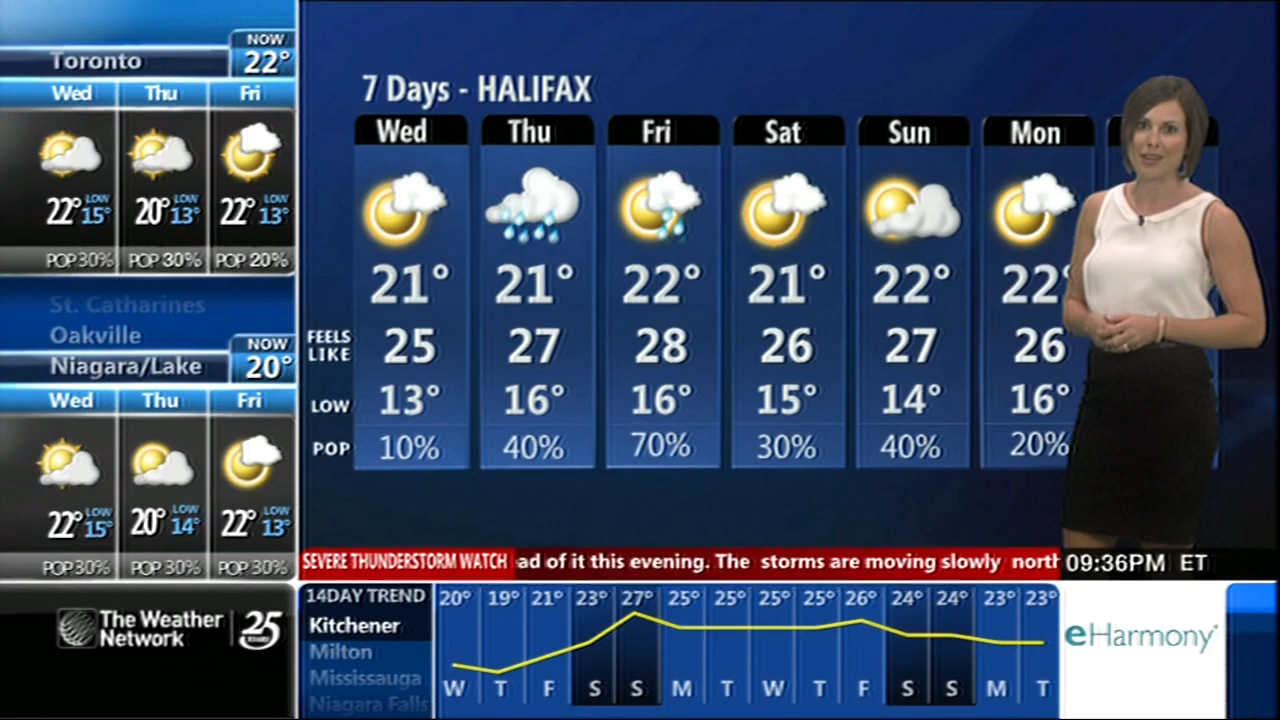 Toronto
NOW
22°
Wed Thu Fri
22° LOW 15° 20° LOW 13° 22° LOW 13°
POP 30% POP 30% POP 20%
St. Catharines
Oakville
Niagara/Lake
NOW
20°
Wed Thu Fri
22° LOW 15° 20° LOW 14° 22° LOW 13°
POP 30% POP 30% POP 30%
The Weather
Network
25
7 Days - HALIFAX
Wed Thu Fri Sat Sun Mon
21° 21° 22° 21° 22° 22°
FEELS LIKE 25 27 28 26 27 26
LOW 13° 16° 16° 15° 14° 16°
POP 10% 40% 70% 30% 40% 20%
SEVERE THUNDERSTORM WATCH ad of it this evening. The storms are moving slowly north
09:36PM ET
14DAY TREND
Kitchener
Milton
Mississauga
Niagara Falls
20° 19° 21° 23° 27° 25° 25° 25° 25° 26° 24° 24° 23° 23°
W T F S S M T W T F S S M T
eHarmony